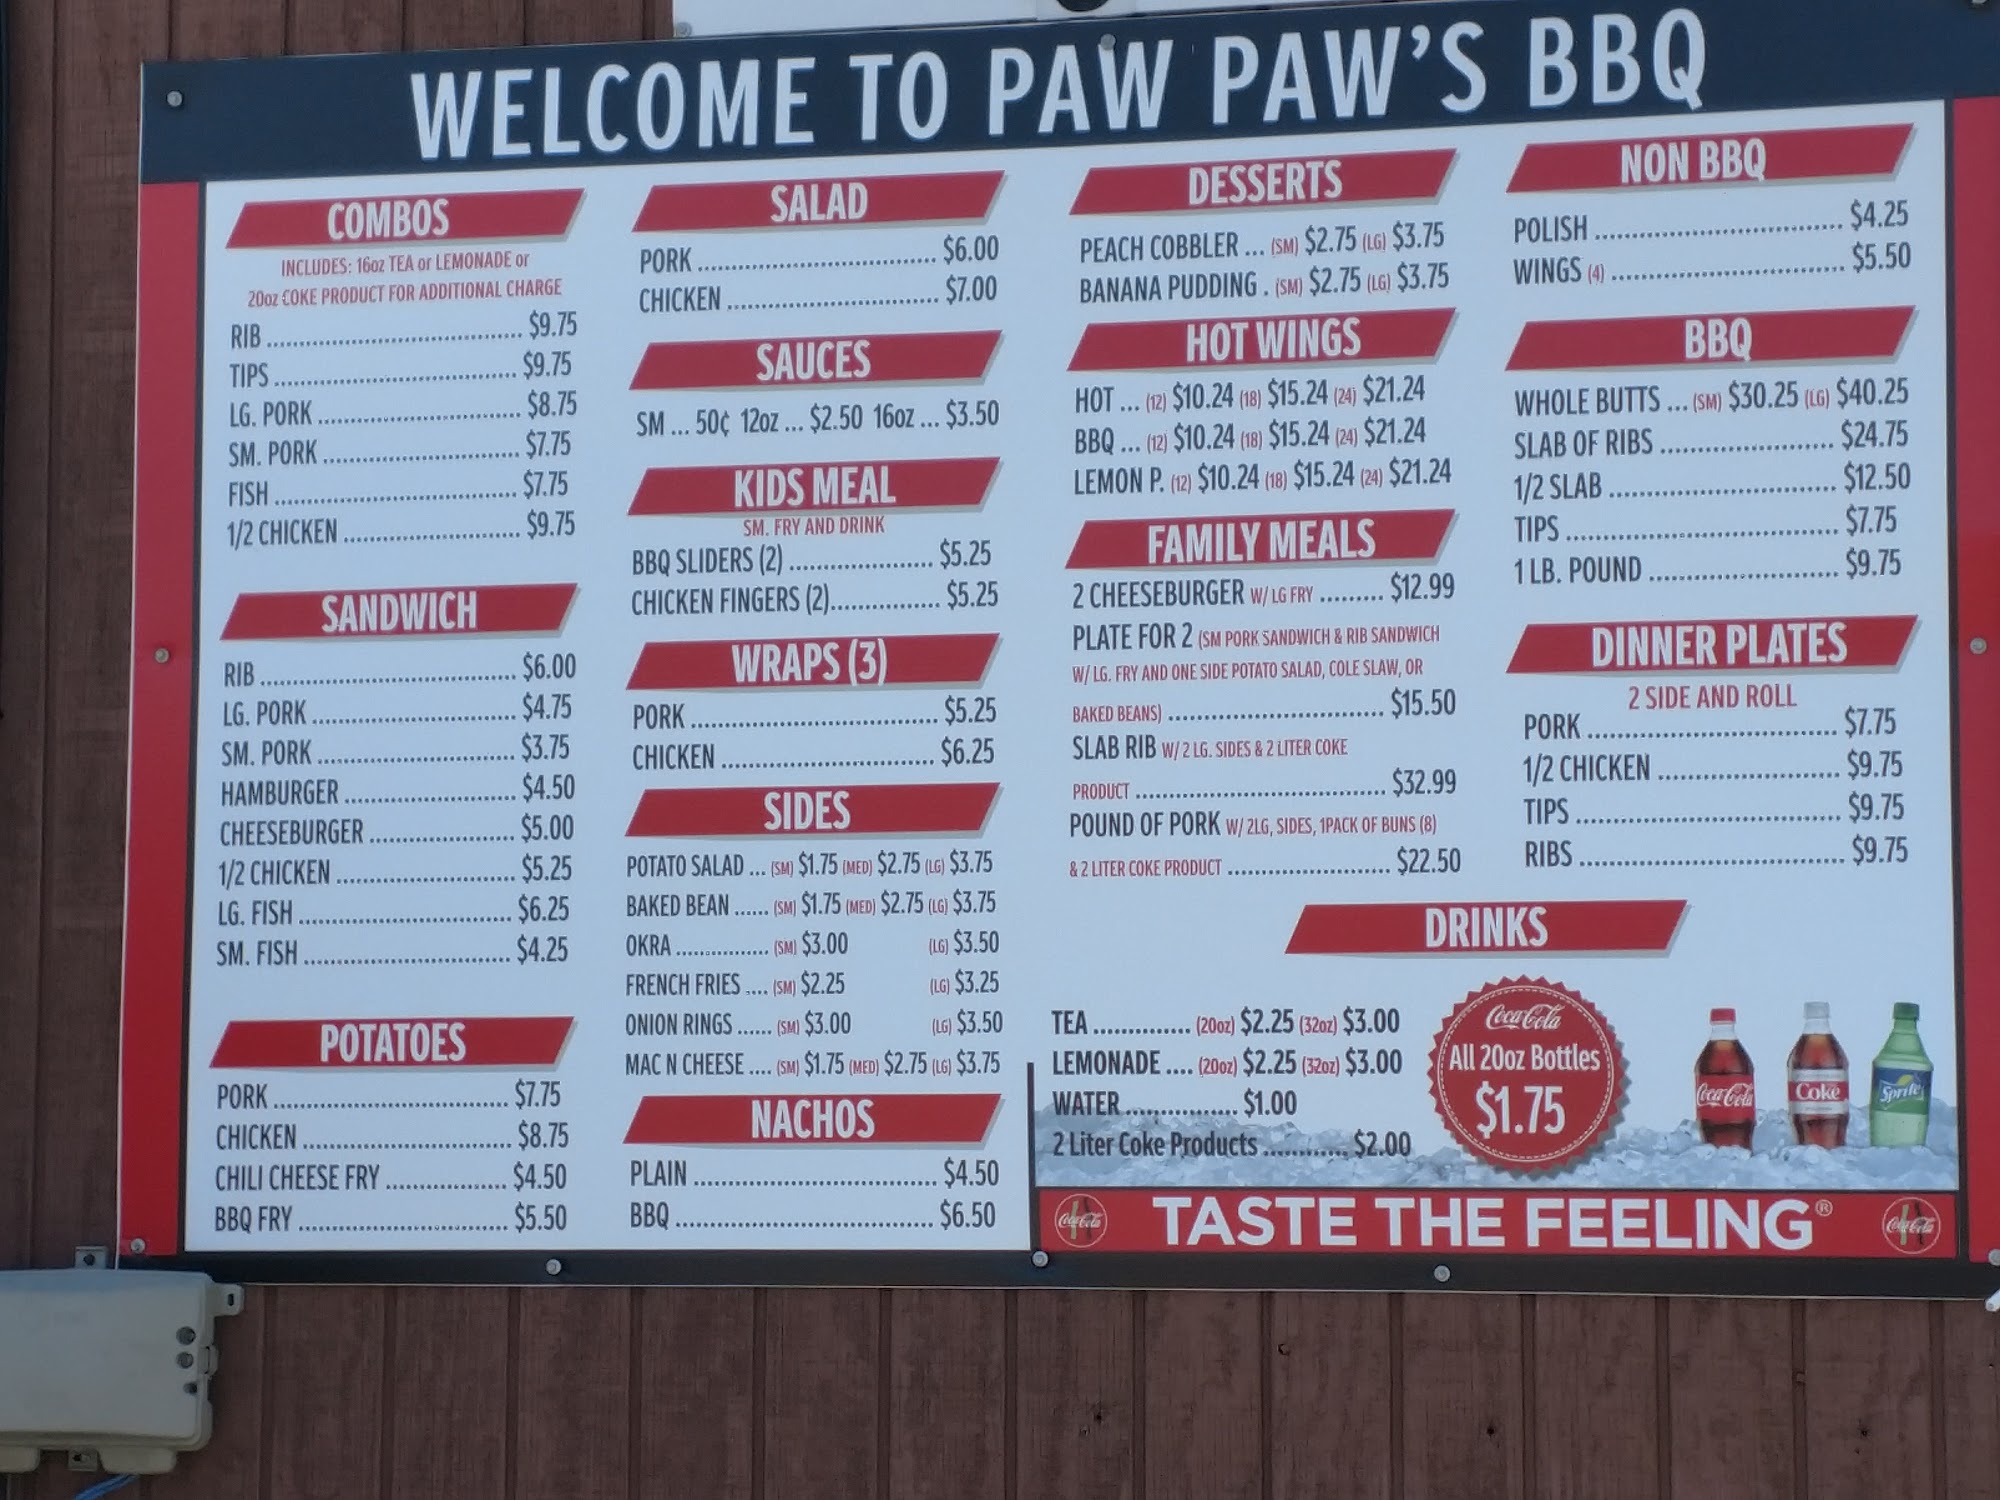 WELCOME TO PAW PAW'S BBQ
COMBOS
INCLUDES: 16oz TEA or LEMONADE or
20oz COKE PRODUCT FOR ADDITIONAL CHARGE
RIB ........ $9.75
TIPS ........ $9.75
LG. PORK ........ $8.75
SM. PORK ........ $7.75
FISH ........ $7.75
1/2 CHICKEN ........ $9.75
SANDWICH
RIB ........ $6.00
LG. PORK ........ $4.75
SM. PORK ........ $3.75
HAMBURGER ........ $4.50
CHEESEBURGER ........ $5.00
1/2 CHICKEN ........ $5.25
LG. FISH ........ $6.25
SM. FISH ........ $4.25
POTATOES
PORK ........ $7.75
CHICKEN ........ $8.75
CHILI CHEESE FRY ........ $4.50
BBQ FRY ........ $5.50
SALAD
PORK ........ $6.00
CHICKEN ........ $7.00
SAUCES
SM ... 50¢ 12oz ... $2.50 16oz ... $3.50
KIDS MEAL
SM. FRY AND DRINK
BBQ SLIDERS (2) ........ $5.25
CHICKEN FINGERS (2) ........ $5.25
WRAPS (3)
PORK ........ $5.25
CHICKEN ........ $6.25
SIDES
POTATO SALAD ... (SM) $1.75 (MED) $2.75 (LG) $3.75
BAKED BEAN ...... (SM) $1.75 (MED) $2.75 (LG) $3.75
OKRA ........ (SM) $3.00 (LG) $3.50
FRENCH FRIES .... (SM) $2.25 (LG) $3.25
ONION RINGS ...... (SM) $3.00 (LG) $3.50
MAC N CHEESE .... (SM) $1.75 (MED) $2.75 (LG) $3.75
NACHOS
PLAIN ........ $4.50
BBQ ........ $6.50
DESSERTS
PEACH COBBLER ... (SM) $2.75 (LG) $3.75
BANANA PUDDING . (SM) $2.75 (LG) $3.75
HOT WINGS
HOT ... (12) $10.24 (18) $15.24 (24) $21.24
BBQ ... (12) $10.24 (18) $15.24 (24) $21.24
LEMON P. (12) $10.24 (18) $15.24 (24) $21.24
FAMILY MEALS
2 CHEESEBURGER W/ LG FRY ........ $12.99
PLATE FOR 2 (SM PORK SANDWICH & RIB SANDWICH
W/ LG. FRY AND ONE SIDE POTATO SALAD, COLE SLAW, OR
BAKED BEANS) ........ $15.50
SLAB RIB W/ 2 LG. SIDES & 2 LITER COKE
PRODUCT ........ $32.99
POUND OF PORK W/ 2LG, SIDES, 1PACK OF BUNS (8)
& 2 LITER COKE PRODUCT ........ $22.50
NON BBQ
POLISH ........ $4.25
WINGS (4) ........ $5.50
BBQ
WHOLE BUTTS ... (SM) $30.25 (LG) $40.25
SLAB OF RIBS ........ $24.75
1/2 SLAB ........ $12.50
TIPS ........ $7.75
1 LB. POUND ........ $9.75
DINNER PLATES
2 SIDE AND ROLL
PORK ........ $7.75
1/2 CHICKEN ........ $9.75
TIPS ........ $9.75
RIBS ........ $9.75
DRINKS
TEA ........ (20oz) $2.25 (32oz) $3.00
LEMONADE .... (20oz) $2.25 (32oz) $3.00
WATER ........ $1.00
2 Liter Coke Products ........ $2.00
Coca-Cola
All 20oz Bottles
$1.75
Coca-Cola
Coke
Sprite
Coca-Cola
TASTE THE FEELING®
Coca-Cola